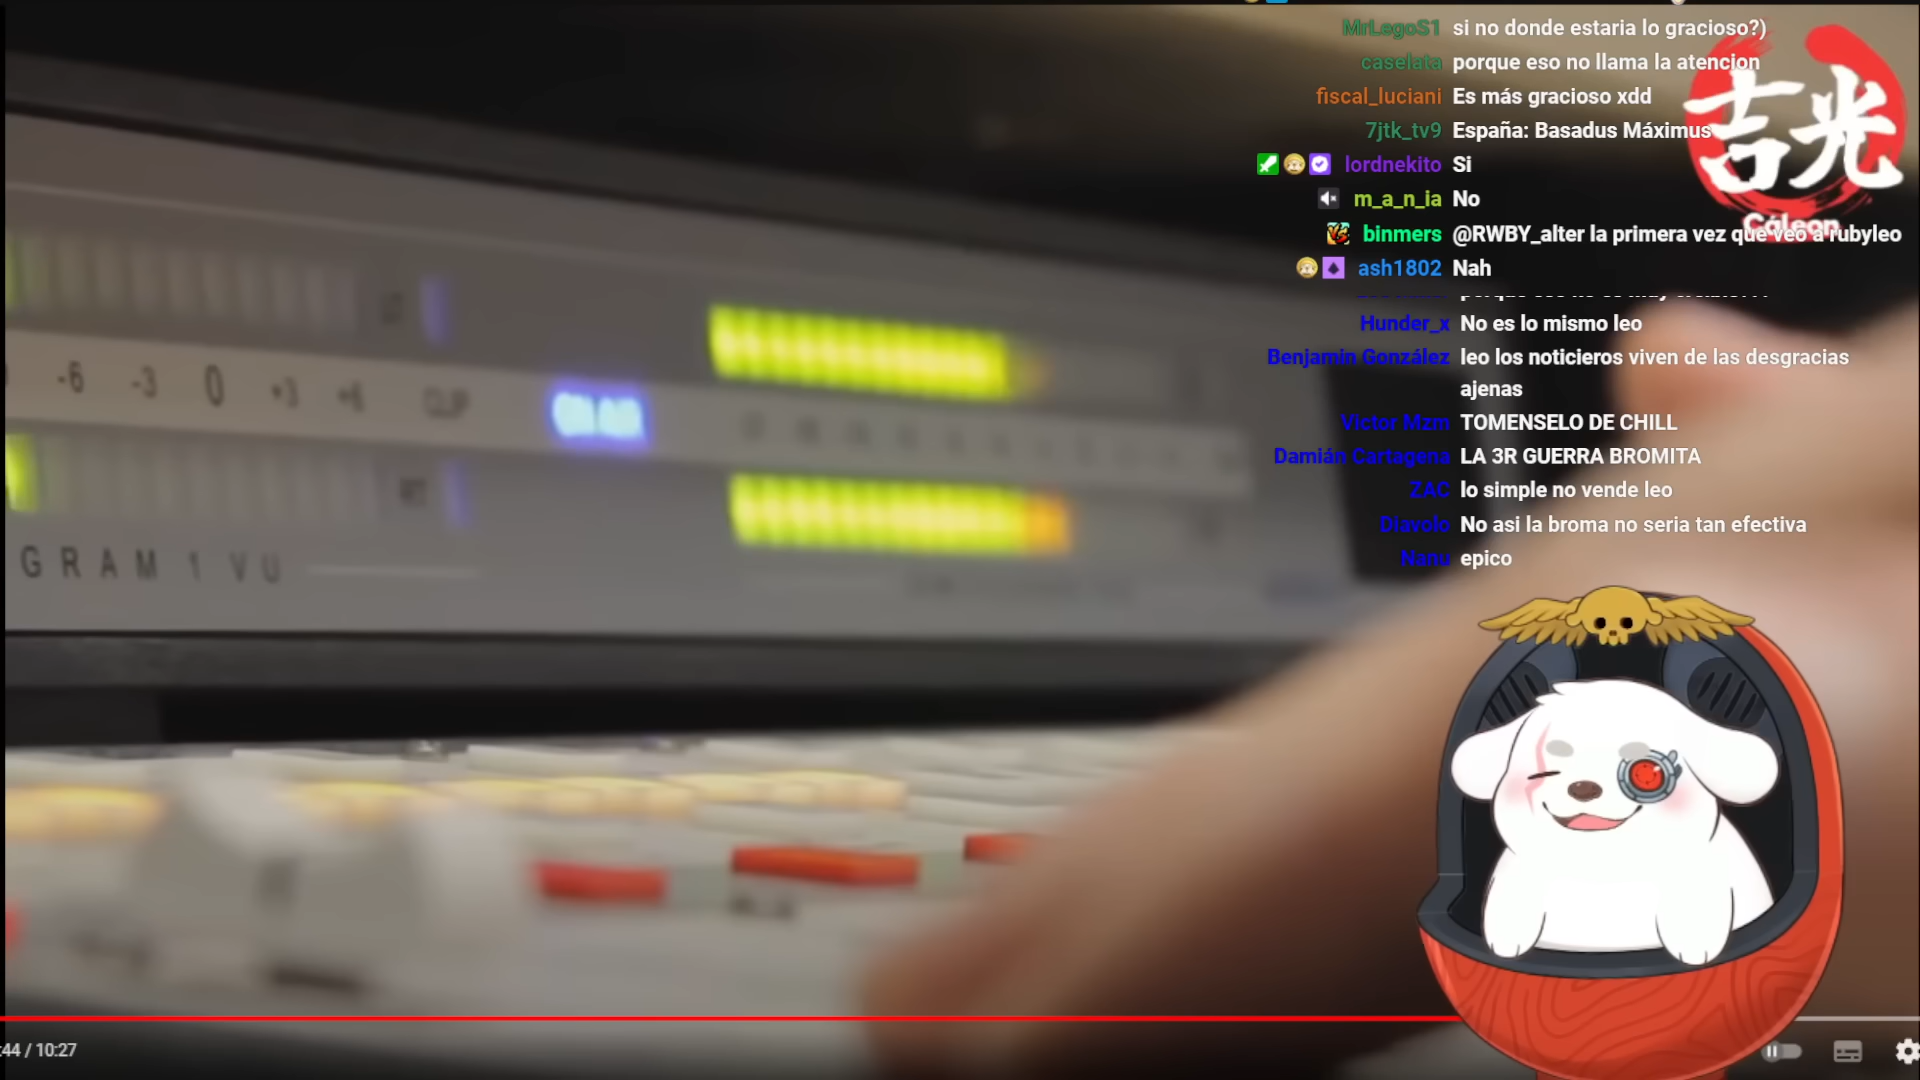 MrLegoS1 si no donde estaria lo gracioso?)
caselata porque eso no llama la atencion
fiscal_luciani Es más gracioso xdd
7jtk_tv9 España: Basadus Máximus
lordnekito Si
m_a_n_ia No
binmers @RWBY_alter la primera vez que veo a rubyleo
ash1802 Nah
Hunder_x No es lo mismo leo
Benjamin González leo los noticieros viven de las desgracias
ajenas
Victor Mzm TOMENSELO DE CHILL
Damián Cartagena LA 3R GUERRA BROMITA
ZAC lo simple no vende leo
Diavolo No asi la broma no seria tan efectiva
Nanu epico
吉光
Cáleon
-6 -3 0 +3 +6 CLIP
GRAM 1 VU
:44 / 10:27